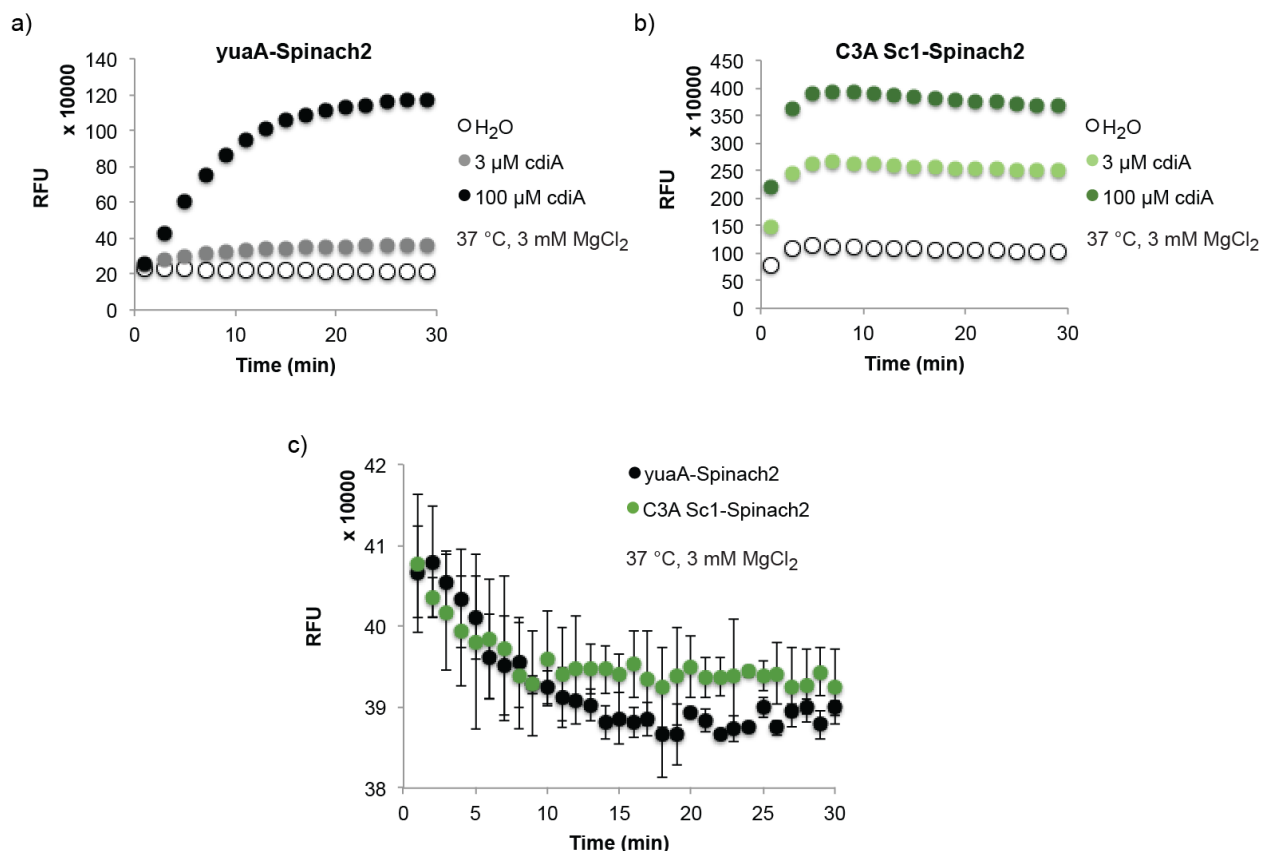 a)
yuaA-Spinach2
x 10000
RFU
140
120
100
80
60
40
20
0
0 10 20 30
Time (min)
H2O
3 µM cdiA
100 µM cdiA
37 °C, 3 mM MgCl2
b)
C3A Sc1-Spinach2
x 10000
RFU
450
400
350
300
250
200
150
100
50
0
0 10 20 30
Time (min)
H2O
3 µM cdiA
100 µM cdiA
37 °C, 3 mM MgCl2
c)
x 10000
RFU
42
41
40
39
38
0 5 10 15 20 25 30
Time (min)
yuaA-Spinach2
C3A Sc1-Spinach2
37 °C, 3 mM MgCl2